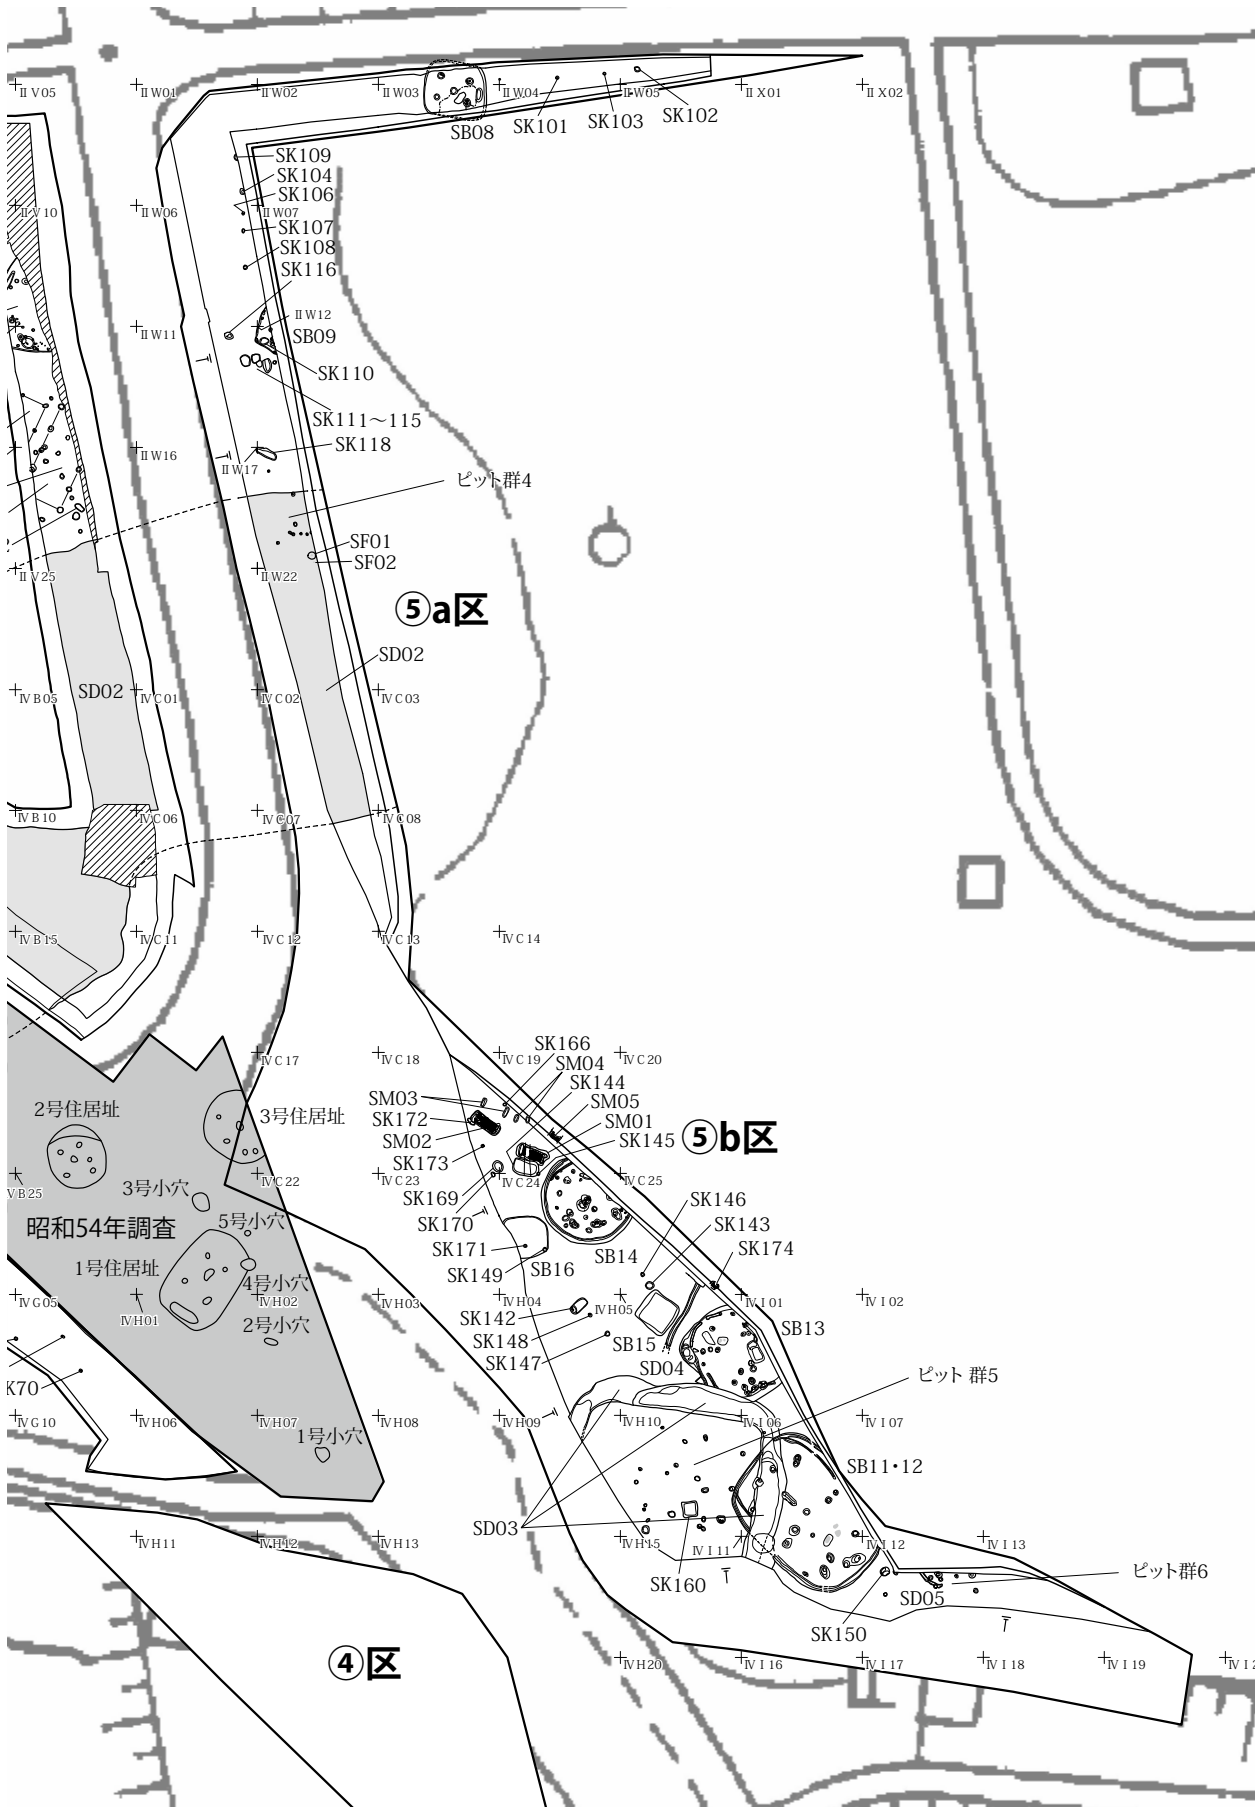 ⅡV05
ⅡW01
ⅡW02
ⅡW03
ⅡW04
ⅡW05
ⅡX01
ⅡX02
SB08
SK101
SK103
SK102
SK109
SK104
SK106
ⅡV10
ⅡW06
ⅡW07
SK107
SK108
SK116
ⅡW11
ⅡW12
SB09
SK110
SK111～115
SK118
ⅡW16
ⅡW17
ピット群4
SF01
SF02
ⅡV25
ⅡW22
⑤a区
SD02
SD02
ⅣB05
ⅣC01
ⅣC02
ⅣC03
ⅣB10
ⅣC06
ⅣC07
ⅣC08
ⅣB15
ⅣC11
ⅣC12
ⅣC13
ⅣC14
ⅣC17
ⅣC18
ⅣC19
ⅣC20
SK166
SM04
SK144
SM05
SM01
SK145
SM03
SK172
SM02
SK173
⑤b区
2号住居址
3号住居址
VB25
ⅣC22
ⅣC23
ⅣC24
ⅣC25
3号小穴
SK169
SK170
SK171
SK149
SB16
SB14
SK146
SK143
SK174
昭和54年調査
5号小穴
1号住居址
4号小穴
ⅣG05
ⅣH01
ⅣH02
ⅣH03
ⅣH04
ⅣH05
ⅣI01
ⅣI02
2号小穴
SK142
SK148
SK147
SB15
SD04
SB13
K70
ピット 群5
ⅣG10
ⅣH06
ⅣH07
ⅣH08
ⅣH09
ⅣH10
ⅣI06
ⅣI07
1号小穴
SB11・12
SD03
ⅣH11
ⅣH12
ⅣH13
ⅣH15
ⅣI11
ⅣI12
ⅣI13
SK160
SD05
ピット群6
SK150
④区
ⅣH20
ⅣI16
ⅣI17
ⅣI18
ⅣI19
ⅣI2